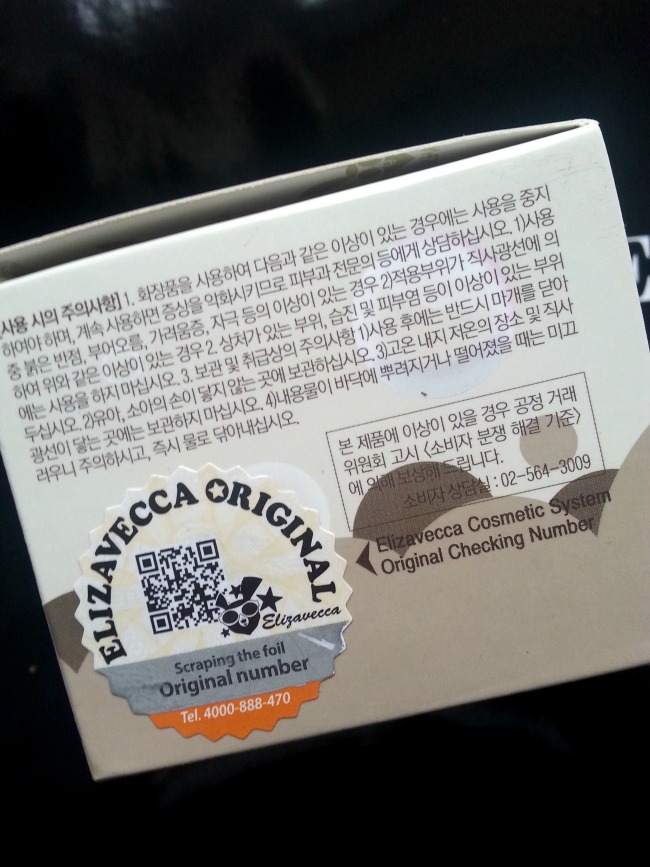 사용 시의 주의사항] 1. 화장품을 사용하여 다음과 같은 이상이 있는 경우에는 사용을 중지
하여야 하며, 계속 사용하면 증상을 악화시키므로 피부과 전문의 등에게 상담하십시오. 1)사용
중 붉은 반점, 부어오름, 가려움증, 자극 등의 이상이 있는 경우 2)적용부위가 직사광선에 의
하여 위와 같은 이상이 있는 경우 2. 상처가 있는 부위, 습진 및 피부염 등이 이상이 있는 부위
에는 사용을 하지 마십시오. 3. 보관 및 취급상의 주의사항 1)사용 후에는 반드시 마개를 닫아
두십시오. 2)유아, 소아의 손이 닿지 않는 곳에 보관하십시오. 3)고온 내지 저온의 장소 및 직사
광선이 닿는 곳에는 보관하지 마십시오. 4)내용물이 바닥에 뿌려지거나 떨어졌을 때는 미끄
러우니 주의하시고, 즉시 물로 닦아내십시오.
본 제품에 이상이 있을 경우 공정 거래
위원회 고시 <소비자 분쟁 해결 기준>
에 의해 보상해 드립니다.
소비자 상담실 : 02-564-3009
Elizavecca Cosmetic System
Original Checking Number
ELIZAVECCA ORIGINAL
Elizavecca
Scraping the foil
Original number
Tel. 4000-888-470
E